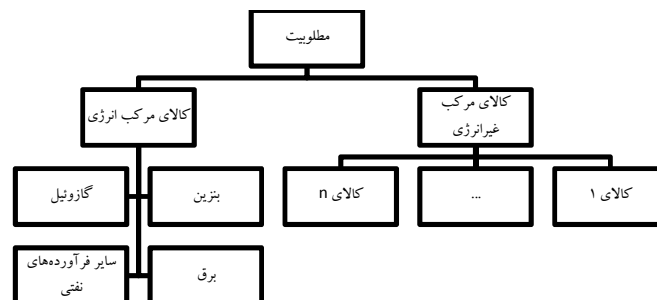 مطلوبیت
کالای مرکب
غیرانرژی
کالای مرکب انرژی
کالای ۱
...
کالای n
بنزین
گازوئیل
برق
سایر فرآورده‌های
نفتی